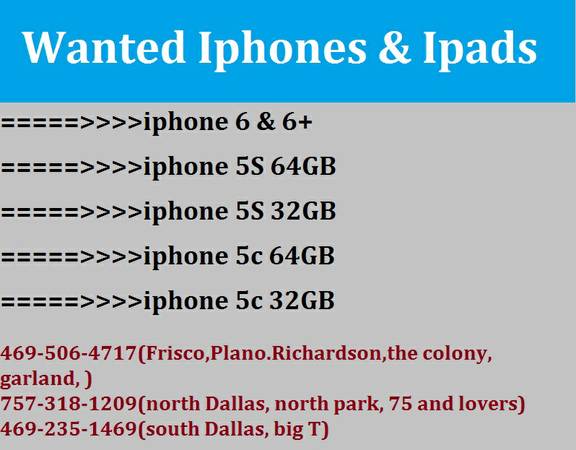 Wanted Iphones & Ipads
=====>>>>iphone 6 & 6+
=====>>>>iphone 5S 64GB
=====>>>>iphone 5S 32GB
=====>>>>iphone 5c 64GB
=====>>>>iphone 5c 32GB
469-506-4717(Frisco,Plano.Richardson,the colony,
garland, )
757-318-1209(north Dallas, north park, 75 and lovers)
469-235-1469(south Dallas, big T)